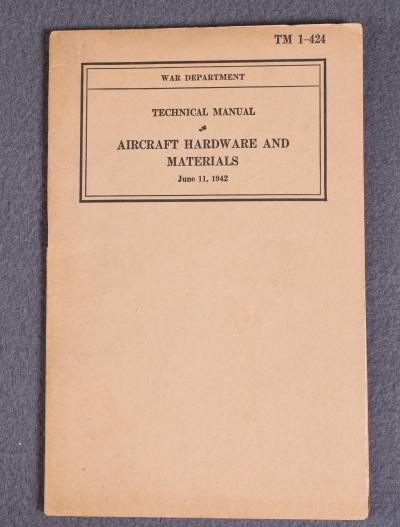 TM 1-424
WAR DEPARTMENT
TECHNICAL MANUAL
AIRCRAFT HARDWARE AND
MATERIALS
June 11, 1942